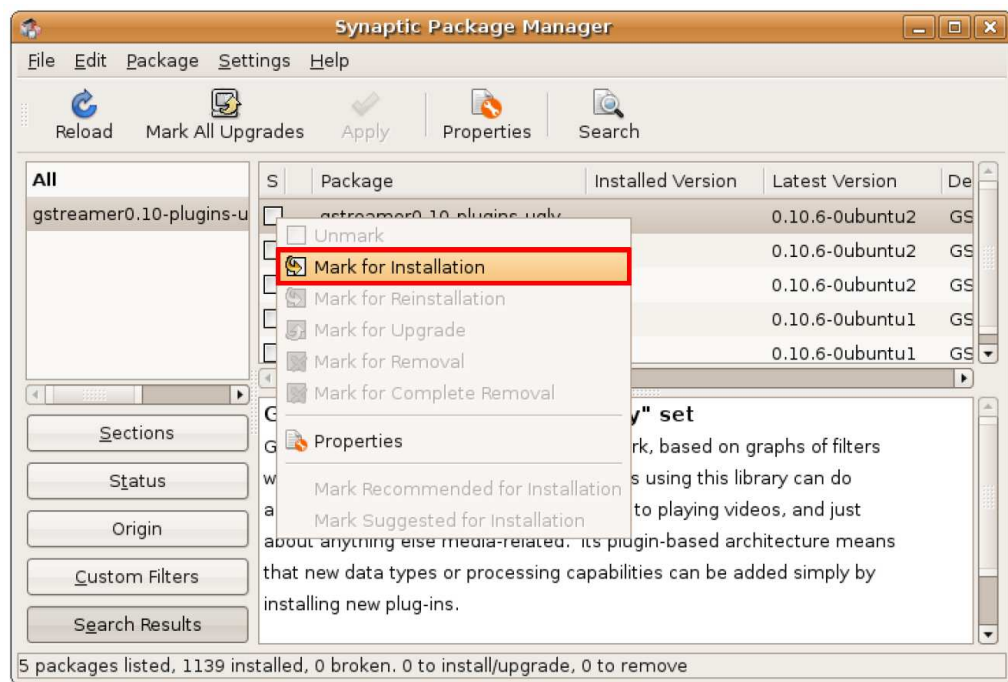 Synaptic Package Manager
File Edit Package Settings Help
Reload Mark All Upgrades Apply Properties Search
All
gstreamer0.10-plugins-u
S Package Installed Version Latest Version De
gstreamer0.10-plugins-ugly 0.10.6-0ubuntu2 GS
0.10.6-0ubuntu2 GS
0.10.6-0ubuntu2 GS
0.10.6-0ubuntu1 GS
0.10.6-0ubuntu1 GS
Unmark
Mark for Installation
Mark for Reinstallation
Mark for Upgrade
Mark for Removal
Mark for Complete Removal
Properties
Mark Recommended for Installation
Mark Suggested for Installation
Sections
Status
Origin
Custom Filters
Search Results
G y" set
G rk, based on graphs of filters
w s using this library can do
a to playing videos, and just
about anything else media-related. Its plugin-based architecture means
that new data types or processing capabilities can be added simply by
installing new plug-ins.
5 packages listed, 1139 installed, 0 broken. 0 to install/upgrade, 0 to remove